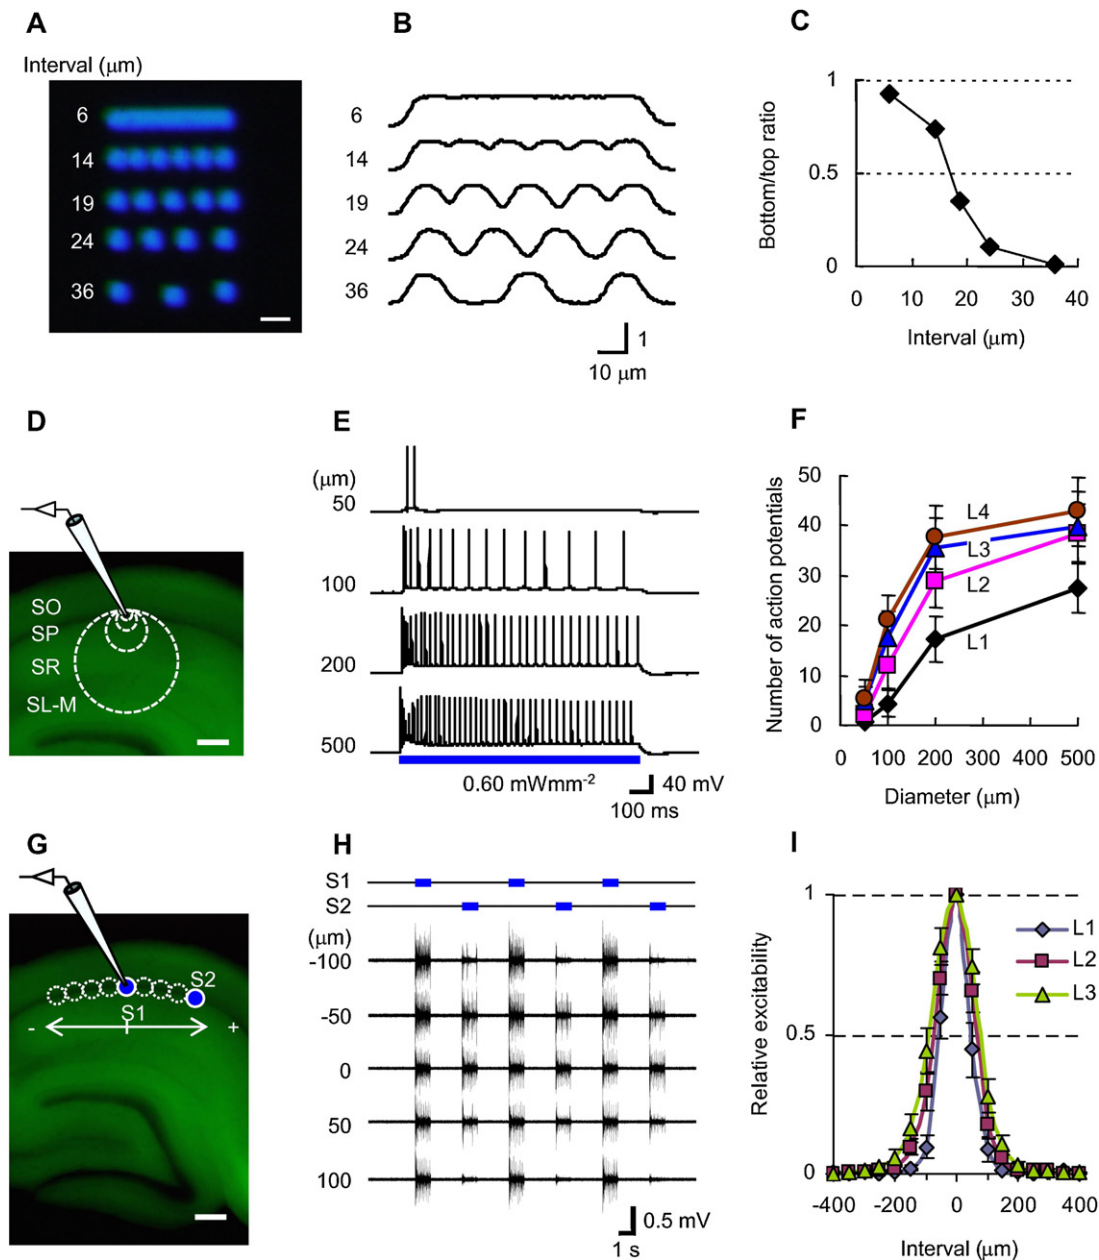 A
Interval (μm)
6
14
19
24
36
B
6
14
19
24
36
1
10 μm
C
Bottom/top ratio
1
0.5
0
0 10 20 30 40
Interval (μm)
D
SO
SP
SR
SL-M
E
(μm)
50
100
200
500
0.60 mWmm-2
40 mV
100 ms
F
Number of action potentials
50
40
30
20
10
0
L4
L3
L2
L1
0 100 200 300 400 500
Diameter (μm)
G
S2
S1
- +
H
S1
S2
(μm)
-100
-50
0
50
100
0.5 mV
1 s
I
Relative excitability
1
0.5
0
L1
L2
L3
-400 -200 0 200 400
Interval (μm)